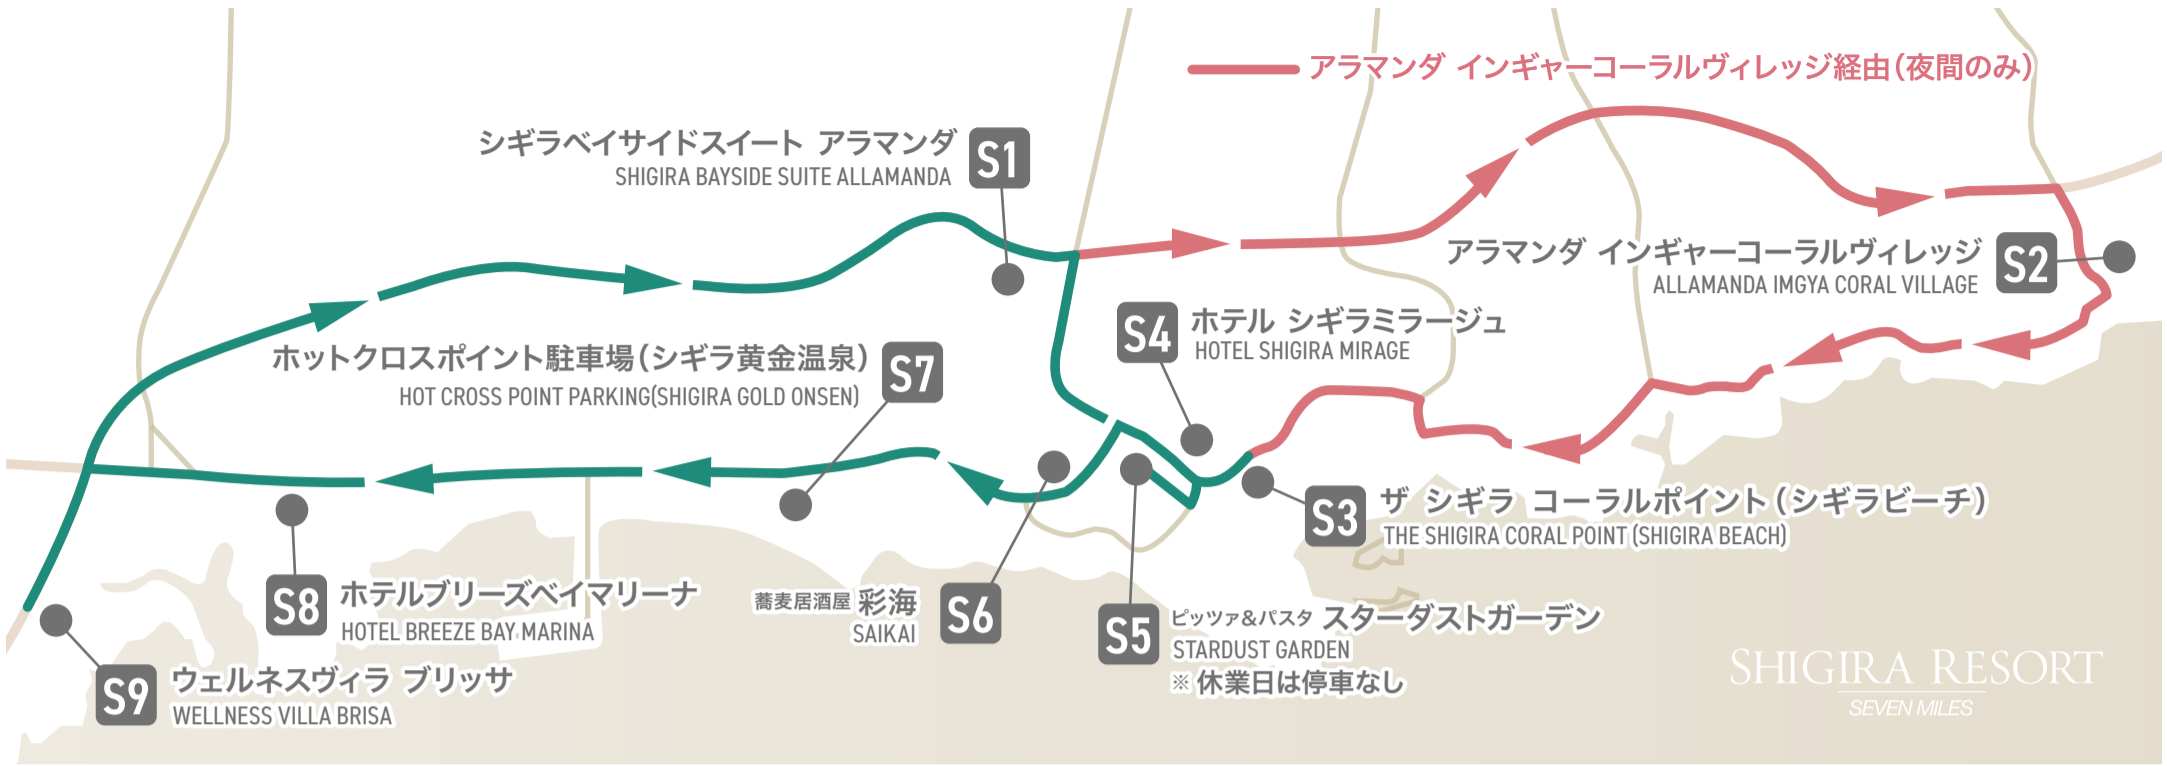 アラマンダ インギャーコーラルヴィレッジ経由（夜間のみ）
シギラベイサイドスイート アラマンダ
SHIGIRA BAYSIDE SUITE ALLAMANDA
S1
アラマンダ インギャーコーラルヴィレッジ
ALLAMANDA IMGYA CORAL VILLAGE
S2
S4
ホテル シギラミラージュ
HOTEL SHIGIRA MIRAGE
ホットクロスポイント駐車場（シギラ黄金温泉）
HOT CROSS POINT PARKING(SHIGIRA GOLD ONSEN)
S7
S3
ザ シギラ コーラルポイント（シギラビーチ）
THE SHIGIRA CORAL POINT (SHIGIRA BEACH)
S8
ホテルブリーズベイマリーナ
HOTEL BREEZE BAY MARINA
蕎麦居酒屋 彩海
SAIKAI
S6
S5
ピッツァ&パスタ スターダストガーデン
STARDUST GARDEN
※ 休業日は停車なし
S9
ウェルネスヴィラ ブリッサ
WELLNESS VILLA BRISA
SHIGIRA RESORT
SEVEN MILES